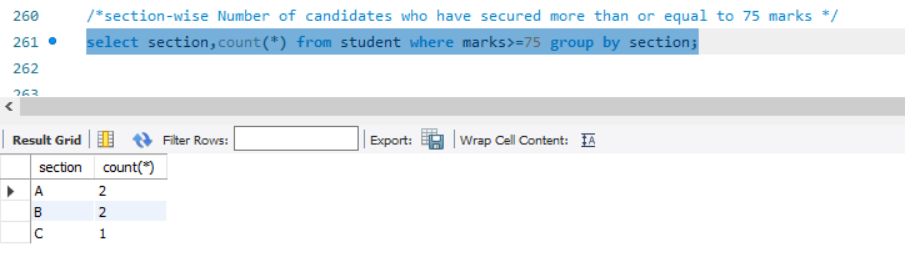 260 /*section-wise Number of candidates who have secured more than or equal to 75 marks */
261 select section,count(*) from student where marks>=75 group by section;
262
263
Result Grid Filter Rows: Export: Wrap Cell Content: IA
section count(*)
A 2
B 2
C 1